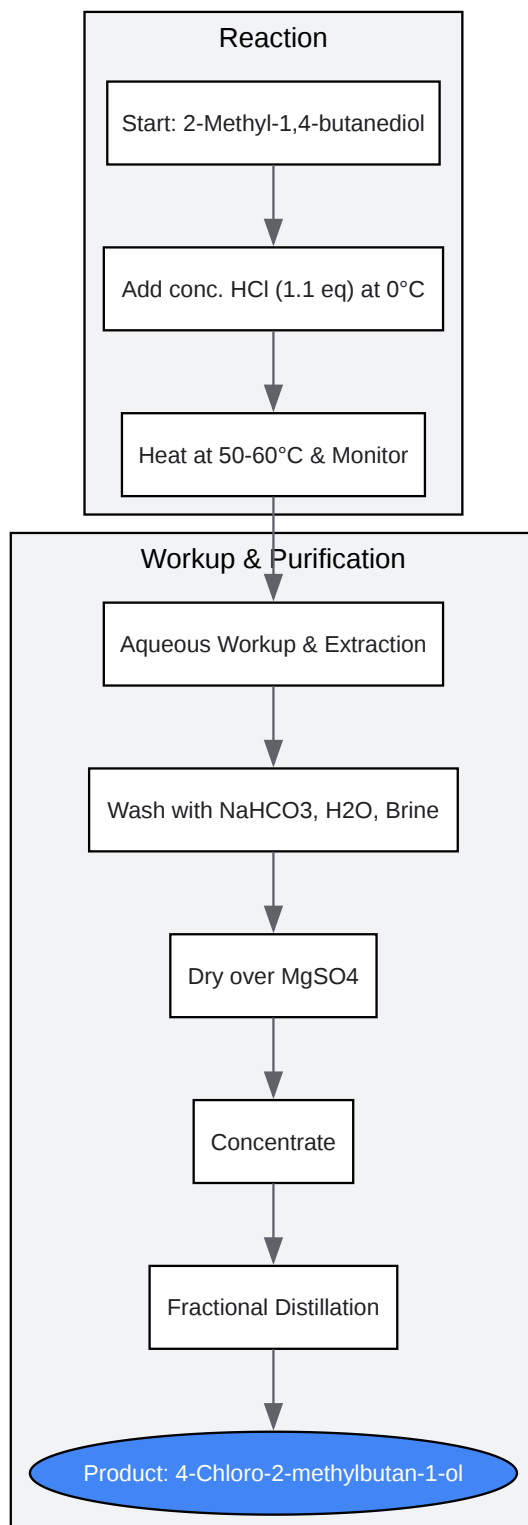 Reaction
Start: 2-Methyl-1,4-butanediol
Add conc. HCl (1.1 eq) at 0°C
Heat at 50-60°C & Monitor
Workup & Purification
Aqueous Workup & Extraction
Wash with NaHCO3, H2O, Brine
Dry over MgSO4
Concentrate
Fractional Distillation
Product: 4-Chloro-2-methylbutan-1-ol